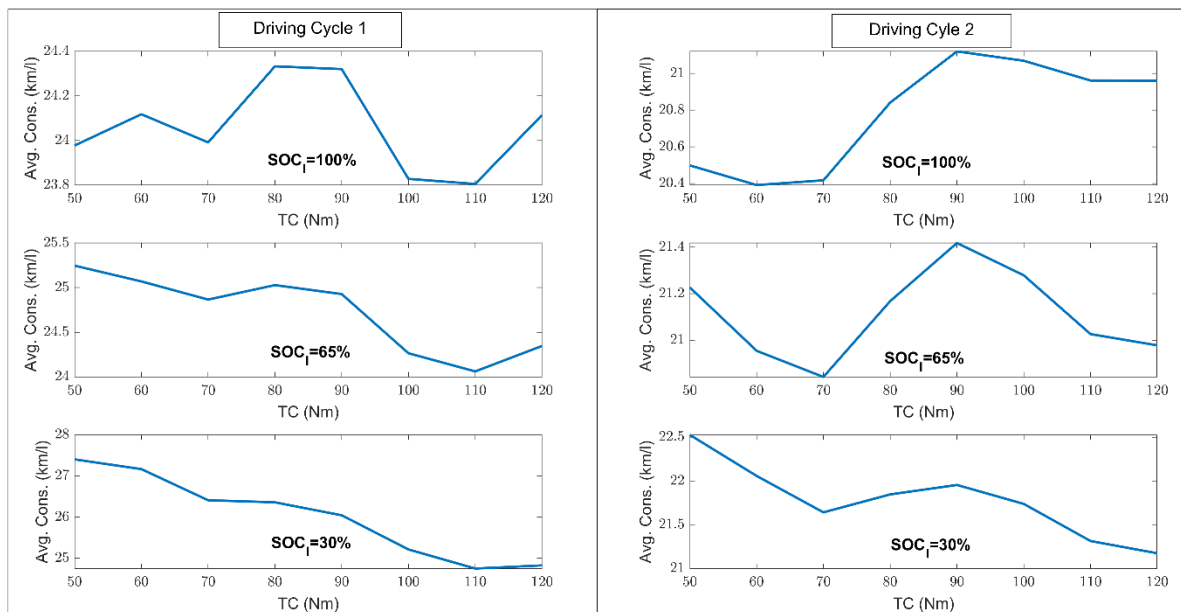 Driving Cycle 1
21.4
24.2
24
23.8
Avg. Cons. (km/l)
SOC_I=100%
50 60 70 80 90 100 110 120
TC (Nm)
25.5
25
24.5
24
Avg. Cons. (km/l)
SOC_I=65%
50 60 70 80 90 100 110 120
TC (Nm)
28
27
26
25
Avg. Cons. (km/l)
SOC_I=30%
50 60 70 80 90 100 110 120
TC (Nm)
Driving Cyle 2
21
20.8
20.6
20.4
Avg. Cons. (km/l)
SOC_I=100%
50 60 70 80 90 100 110 120
TC (Nm)
21.4
21.2
21
Avg. Cons. (km/l)
SOC_I=65%
50 60 70 80 90 100 110 120
TC (Nm)
22.5
22
21.5
21
Avg. Cons. (km/l)
SOC_I=30%
50 60 70 80 90 100 110 120
TC (Nm)